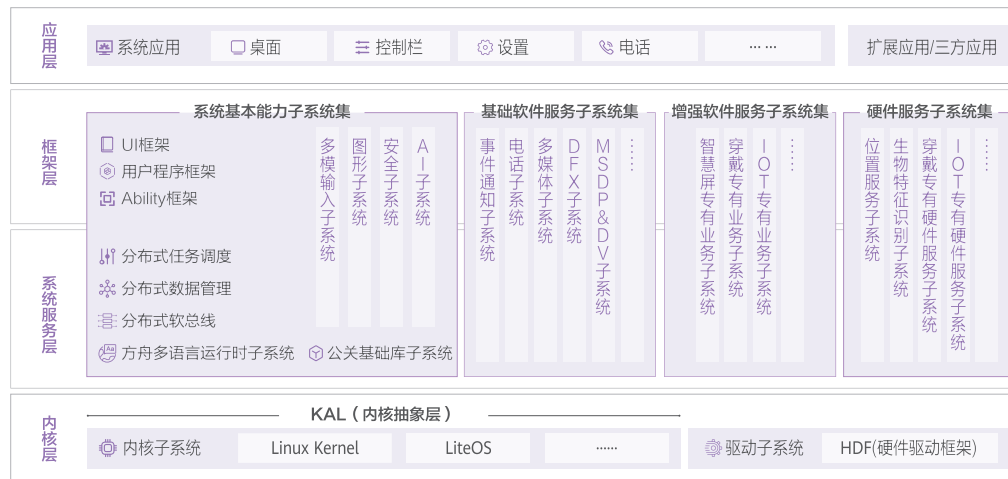 应用层
系统应用
桌面
控制栏
设置
电话
... ...
扩展应用/三方应用
框架层
系统服务层
系统基本能力子系统集
UI框架
用户程序框架
Ability框架
分布式任务调度
分布式数据管理
分布式软总线
方舟多语言运行时子系统
公关基础库子系统
多模输入子系统
图形子系统
安全子系统
AI子系统
基础软件服务子系统集
事件通知子系统
电话子系统
多媒体子系统
DFX子系统
MSDP&DV子系统
......
增强软件服务子系统集
智慧屏专有业务子系统
穿戴专有业务子系统
IOT专有业务子系统
......
硬件服务子系统集
位置服务子系统
生物特征识别子系统
穿戴专有硬件服务子系统
IOT专有硬件服务子系统
......
内核层
KAL（内核抽象层）
内核子系统
Linux Kernel
LiteOS
......
驱动子系统
HDF(硬件驱动框架)